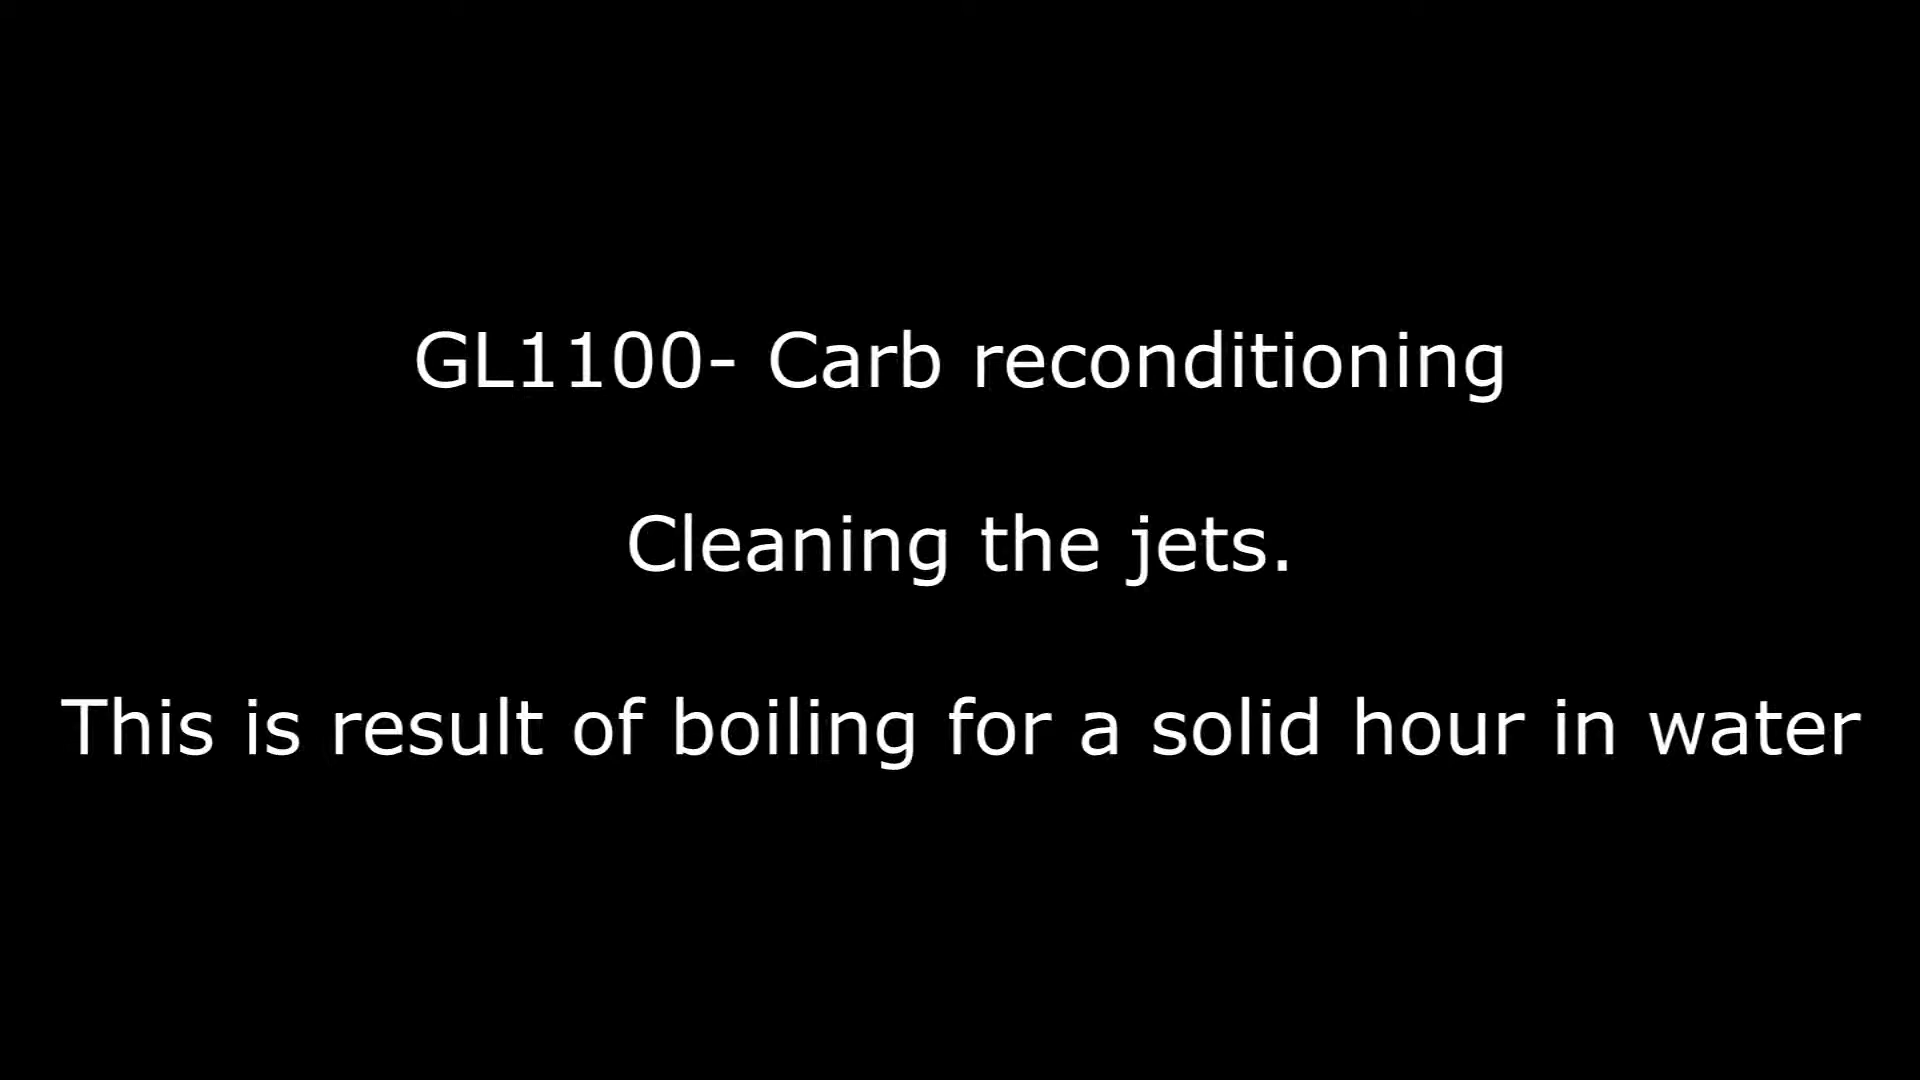 GL1100- Carb reconditioning
Cleaning the jets.
This is result of boiling for a solid hour in water